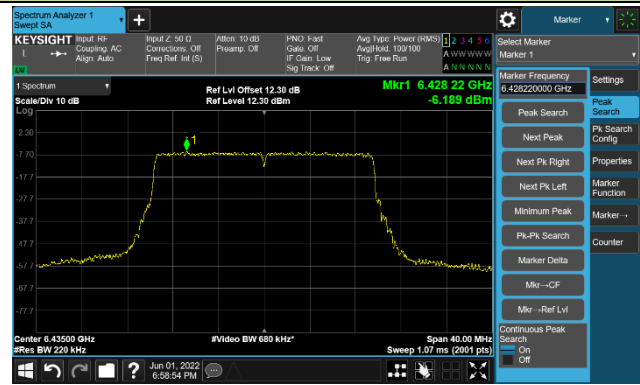 Spectrum Analyzer 1
Swept SA
Marker
KEYSIGHT
Input: RF
Coupling: AC
Align: Auto
Input Z: 50 Ω
Corrections: Off
Freq Ref: Int (S)
Atten: 10 dB
Preamp: Off
PNO: Fast
Gate: Off
IF Gain: Low
Sig Track: Off
Avg Type: Power (RMS)
Avg|Hold: 100/100
Trig: Free Run
1 2 3 4 5 6
A W W W W W
A N N N N N
L
LNI
Select Marker
Marker 1
1 Spectrum
Scale/Div 10 dB
Log
Ref Lvl Offset 12.30 dB
Ref Level 12.30 dBm
Mkr1 6.428 22 GHz
-6.189 dBm
1
2.30
-7.70
-17.7
-27.7
-37.7
-47.7
-57.7
-67.7
-77.7
Center 6.43500 GHz
#Res BW 220 kHz
#Video BW 680 kHz*
Span 40.00 MHz
Sweep 1.07 ms (2001 pts)
Marker Frequency
6.428220000 GHz
Peak Search
Next Peak
Next Pk Right
Next Pk Left
Minimum Peak
Pk-Pk Search
Marker Delta
Mkr→CF
Mkr→Ref Lvl
Continuous Peak
Search
On
Off
Settings
Peak
Search
Pk Search
Config
Properties
Marker
Function
Marker→
Counter
?
Jun 01, 2022
6:58:54 PM